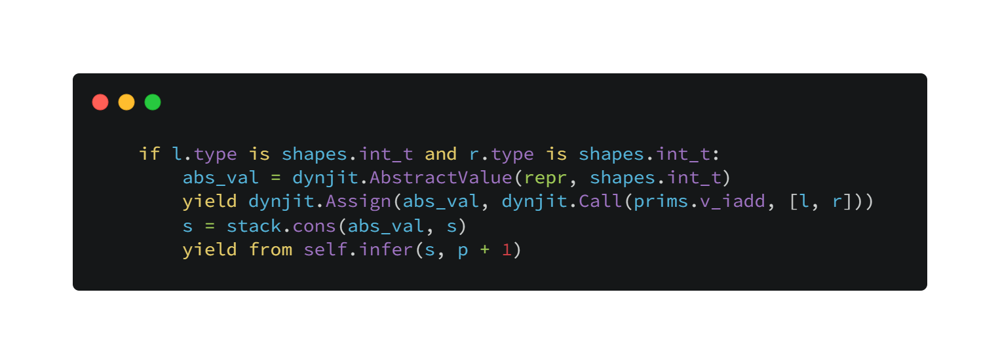 if l.type is shapes.int_t and r.type is shapes.int_t:
    abs_val = dynjit.AbstractValue(repr, shapes.int_t)
    yield dynjit.Assign(abs_val, dynjit.Call(prims.v_iadd, [l, r]))
    s = stack.cons(abs_val, s)
    yield from self.infer(s, p + 1)